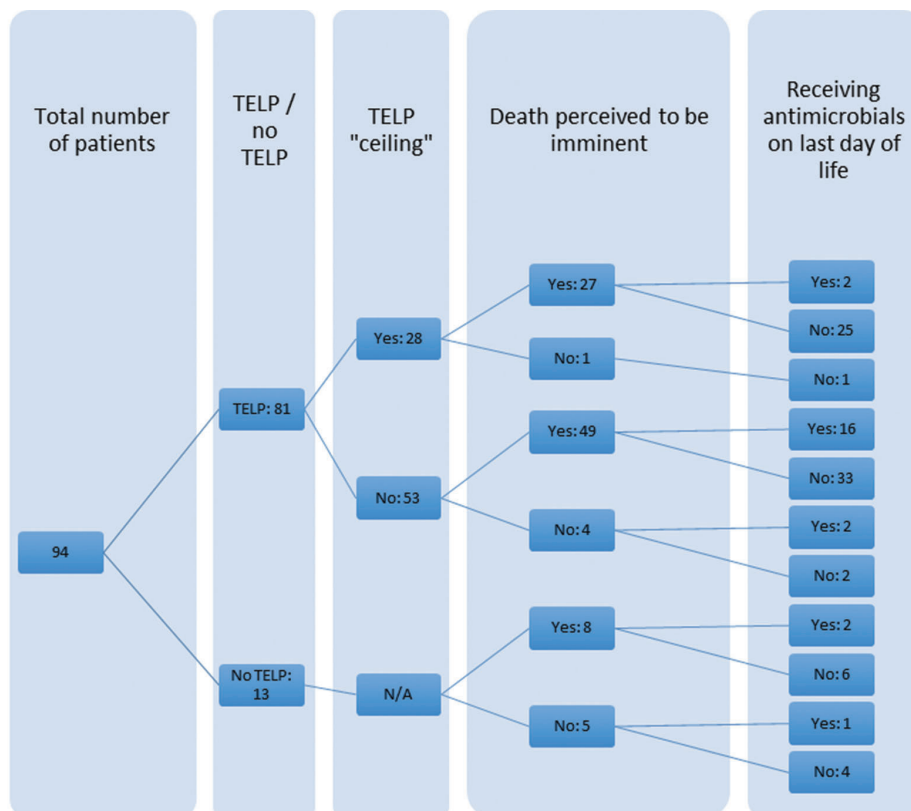 Total number
of patients
TELP /
no
TELP
TELP
"ceiling"
Death perceived to be
imminent
Receiving
antimicrobials
on last day of
life
94
TELP: 81
No TELP:
13
Yes: 28
No: 53
N/A
Yes: 27
No: 1
Yes: 49
No: 4
Yes: 8
No: 5
Yes: 2
No: 25
No: 1
Yes: 16
No: 33
Yes: 2
No: 2
Yes: 2
No: 6
Yes: 1
No: 4